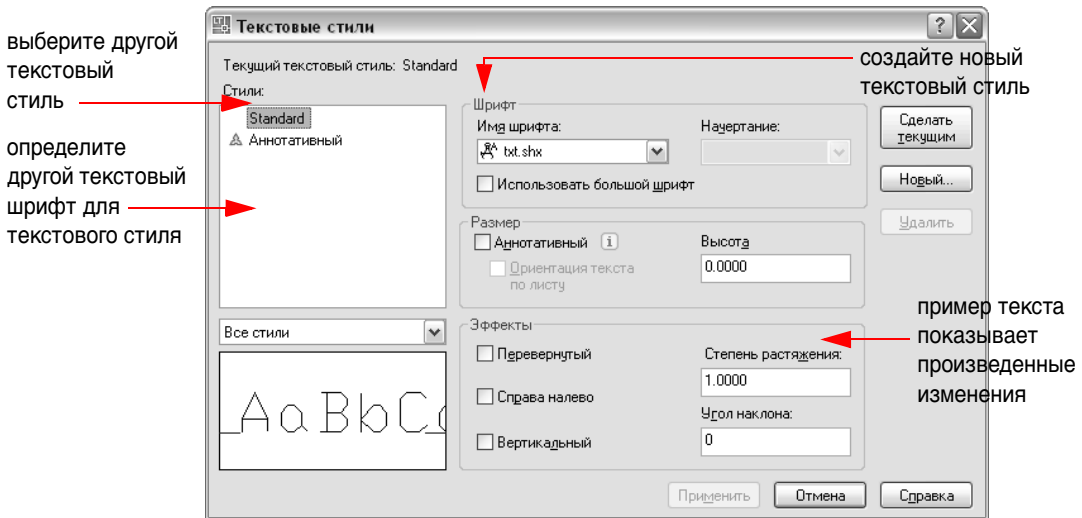 Текстовые стили
выберите другой
текстовый
стиль
определите
другой текстовый
шрифт для
текстового стиля
Текущий текстовый стиль: Standard
Стили:
Standard
Аннотативный
Все стили
AaBbC
Шрифт
Имя шрифта:
txt.shx
Начертание:
Использовать большой шрифт
Размер
Аннотативный
Ориентация текста
по листу
Высота
0.0000
Эффекты
Перевернутый
Справа налево
Вертикальный
Степень растяжения:
1.0000
Угол наклона:
0
создайте новый
текстовый стиль
Сделать
текущим
Новый...
Удалить
пример текста
показывает
произведенные
изменения
Применить
Отмена
Справка